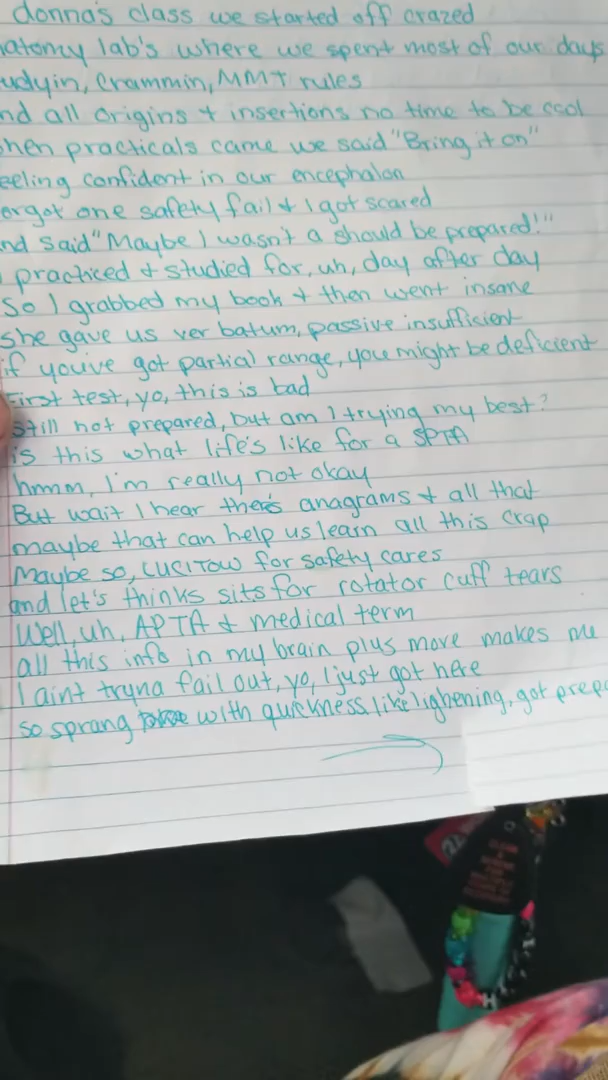 donna's class we started off crazed
atomy lab's where we spent most of our days
udyin, crammin, MMT rules
nd all origins + insertions no time to be cool
hen practicals came we said "Bring it on"
eeling confident in our encephalon
orgot one safety fail + I got scared
nd said "Maybe I wasn't a should be prepared!"
practiced + studied for, uh, day after day
So I grabbed my book + then went insane
she gave us ver batum, passive insufficient
if youve got partial range, you might be deficient
First test, yo, this is bad
Still not prepared, but am I trying my best?
is this what life's like for a SPTA
hmm, I'm really not okay
But wait I hear there's anagrams + all that
maybe that can help us learn all this crap
Maybe so, LUCITOW for safety cares
and let's thinks sits for rotator cuff tears
Well, uh, APTA + medical term
all this info in my brain plus more makes me
I aint tryna fail out, yo, I just got here
so sprang with quickness like lighening, got prepa